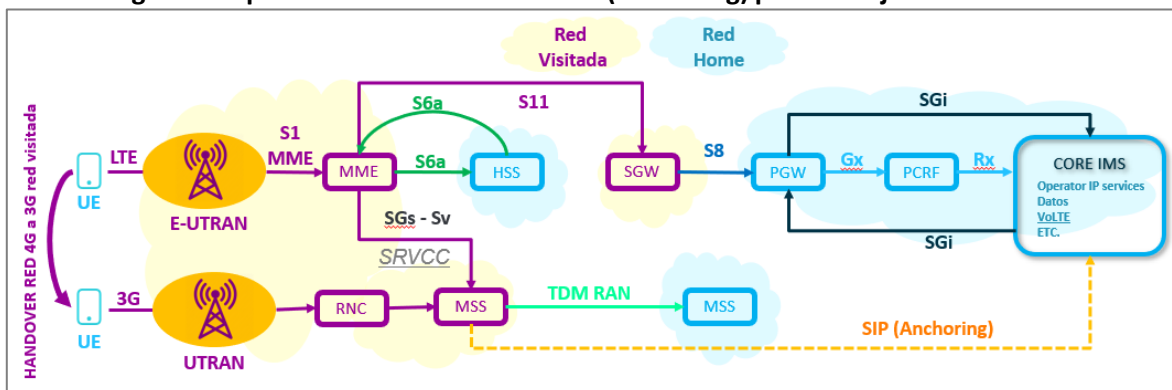 Red
Visitada
Red
Home
HANDOVER RED 4G a 3G red visitada
S11
S6a
SGi
LTE
S1
MME
MME
S6a
HSS
SGW
S8
PGW
Gx
PCRF
Rx
CORE IMS
Operator IP services
Datos
VoLTE
ETC.
UE
E-UTRAN
SGs - Sv
SRVCC
SGi
3G
RNC
MSS
TDM RAN
MSS
SIP (Anchoring)
UE
UTRAN